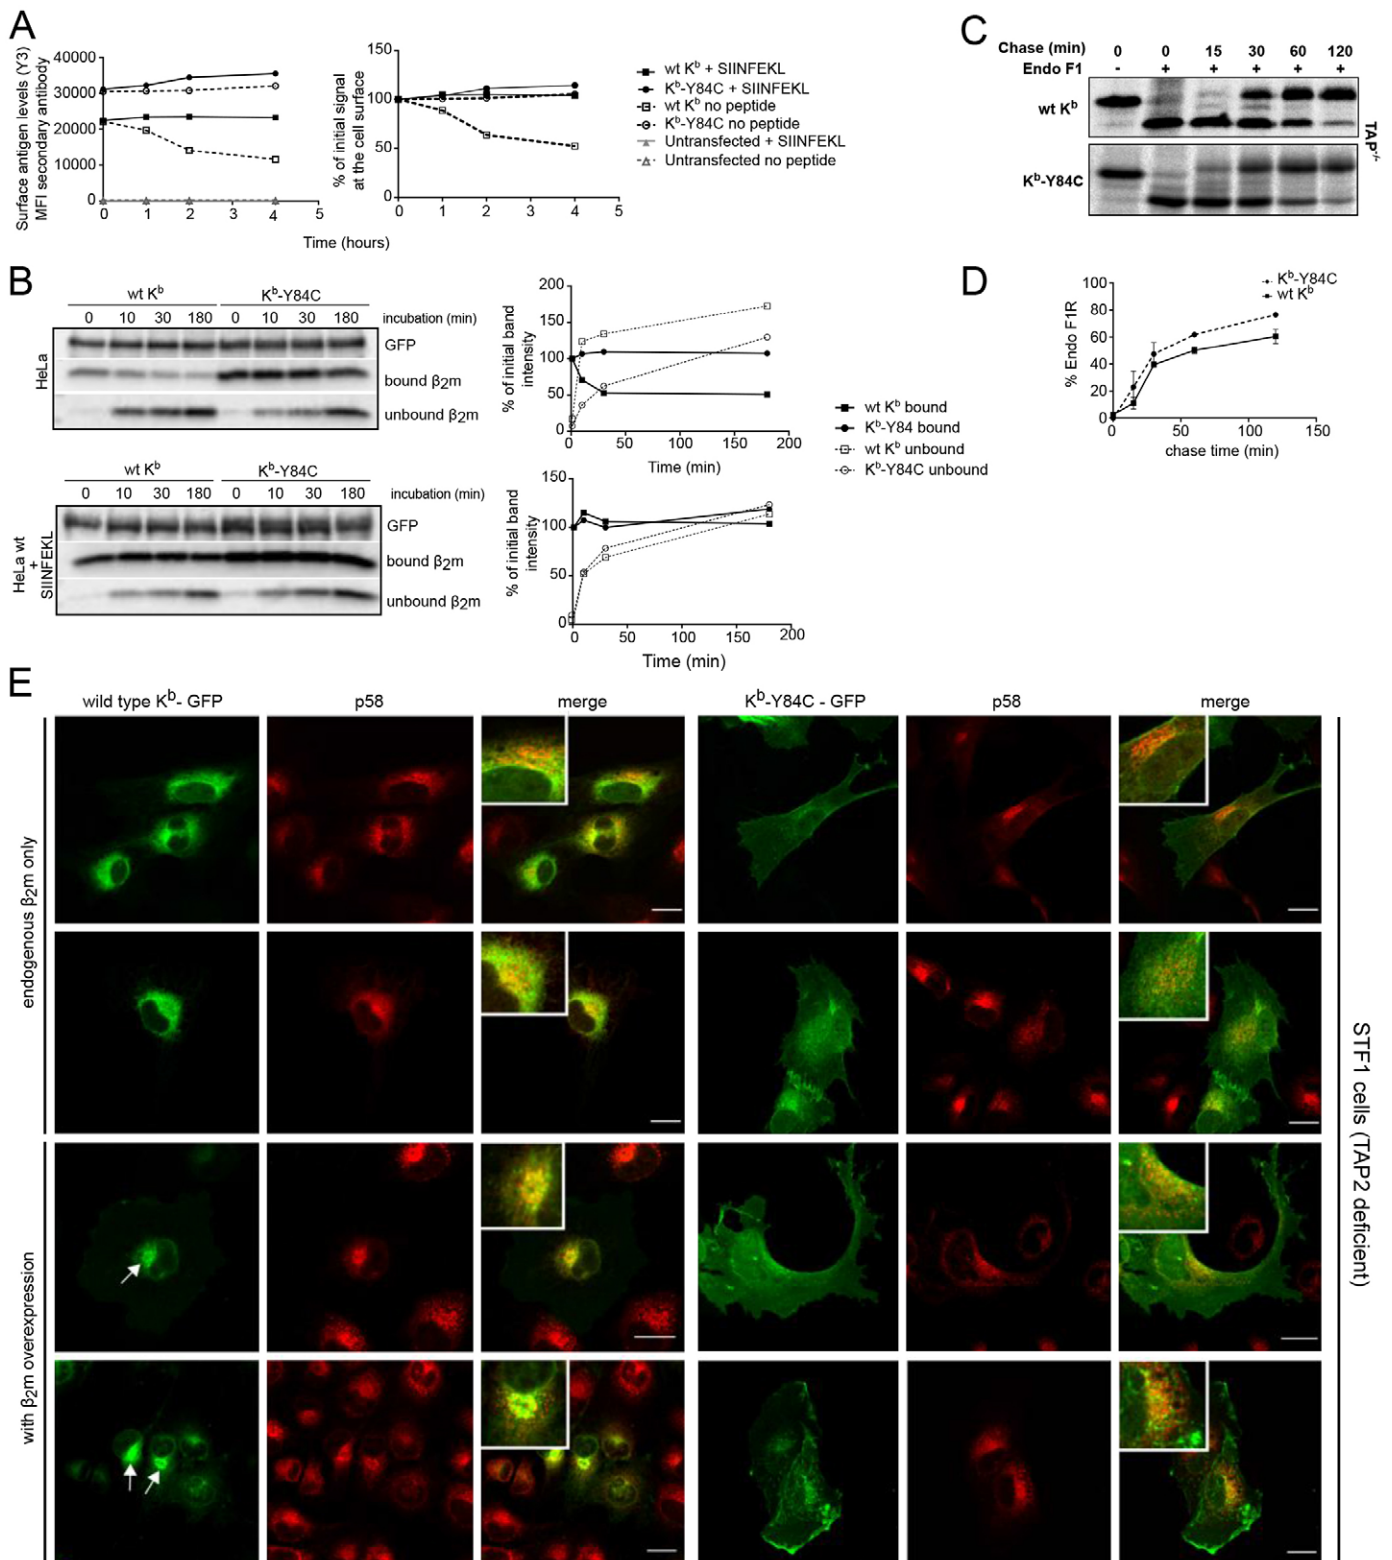 A
Surface antigen levels (Y3)
MFI secondary antibody
40000
30000
20000
10000
0
0 1 2 3 4 5
% of initial signal
at the cell surface
150
100
50
0
0 1 2 3 4 5
Time (hours)
wt Kᵇ + SIINFEKL
Kᵇ-Y84C + SIINFEKL
wt Kᵇ no peptide
Kᵇ-Y84C no peptide
Untransfected + SIINFEKL
Untransfected no peptide
C
Chase (min) 0 0 15 30 60 120
Endo F1 - + + + + +
wt Kᵇ
Kᵇ-Y84C
TAP⁻/⁻
B
wt Kᵇ Kᵇ-Y84C
0 10 30 180 0 10 30 180 incubation (min)
HeLa
GFP
bound β₂m
unbound β₂m
% of initial band
intensity
200
150
100
50
0
0 50 100 150 200
Time (min)
wt Kᵇ Kᵇ-Y84C
0 10 30 180 0 10 30 180 incubation (min)
HeLa wt
+
SIINFEKL
GFP
bound β₂m
unbound β₂m
% of initial band
intensity
150
100
50
0
0 50 100 150 200
Time (min)
wt Kᵇ bound
Kᵇ-Y84 bound
wt Kᵇ unbound
Kᵇ-Y84C unbound
D
% Endo F1R
100
80
60
40
20
0
0 50 100 150
chase time (min)
Kᵇ-Y84C
wt Kᵇ
E
wild type Kᵇ- GFP p58 merge Kᵇ-Y84C - GFP p58 merge
endogenous β₂m only
with β₂m overexpression
STF1 cells (TAP2 deficient)